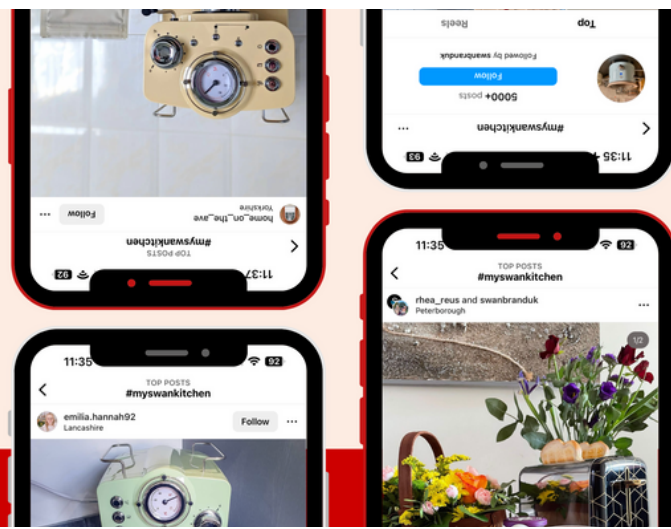 Reels
Top
Followed by swanbranduk
Follow
5000+ posts
#myswankitchen
11:35
93
Follow
home_on_the_ave
Yorkshire
#myswankitchen
TOP POSTS
11:37
92
11:35
92
TOP POSTS
#myswankitchen
emilia.hannah92
Lancashire
Follow
11:35
92
TOP POSTS
#myswankitchen
rhea_reus and swanbranduk
Peterborough
1/2